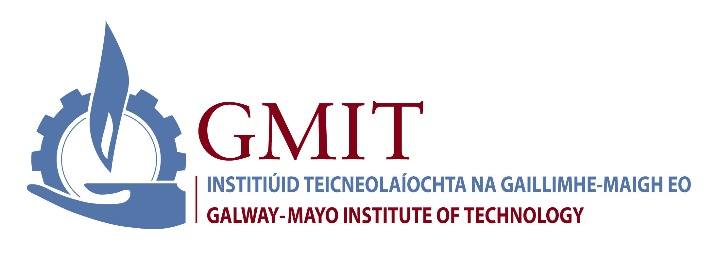 GMIT
INSTITIÚID TEICNEOLAÍOCHTA NA GAILLIMHE-MAIGH EO
GALWAY-MAYO INSTITUTE OF TECHNOLOGY